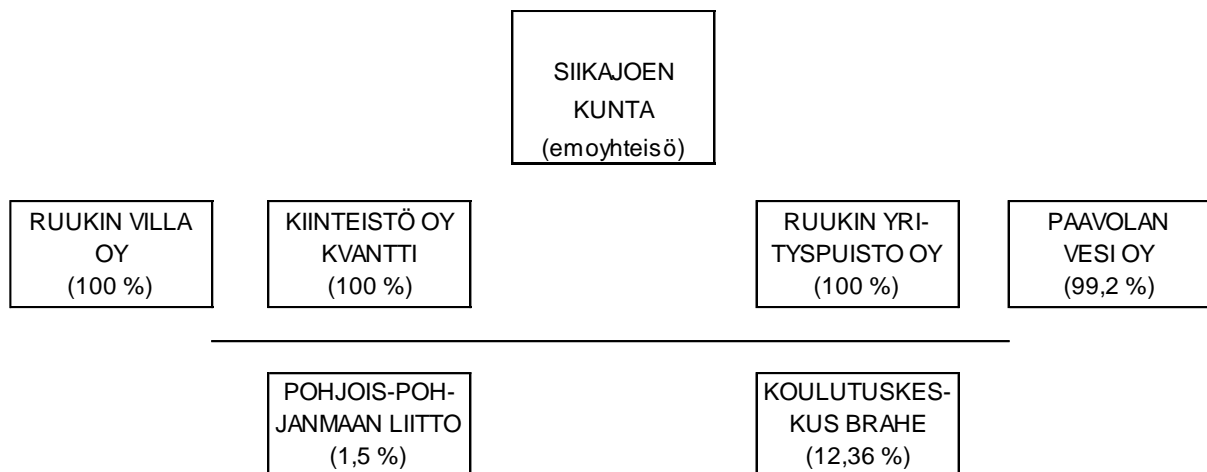 SIIKAJOEN
KUNTA
(emoyhteisö)
RUUKIN VILLA
OY
(100 %)
KIINTEISTÖ OY
KVANTTI
(100 %)
RUUKIN YRI-
TYSPUISTO OY
(100 %)
PAAVOLAN
VESI OY
(99,2 %)
POHJOIS-POH-
JANMAAN LIITTO
(1,5 %)
KOULUTUSKES-
KUS BRAHE
(12,36 %)